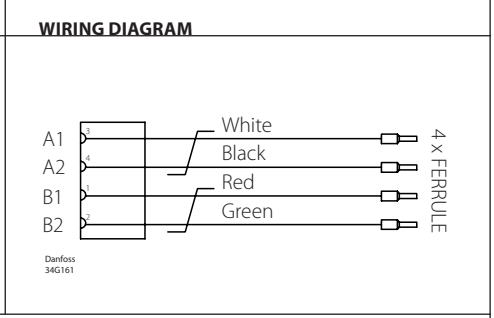 WIRING DIAGRAM
A1 3 White
A2 4 Black
B1 1 Red
B2 2 Green
4 x FERRULE
Danfoss
34G161